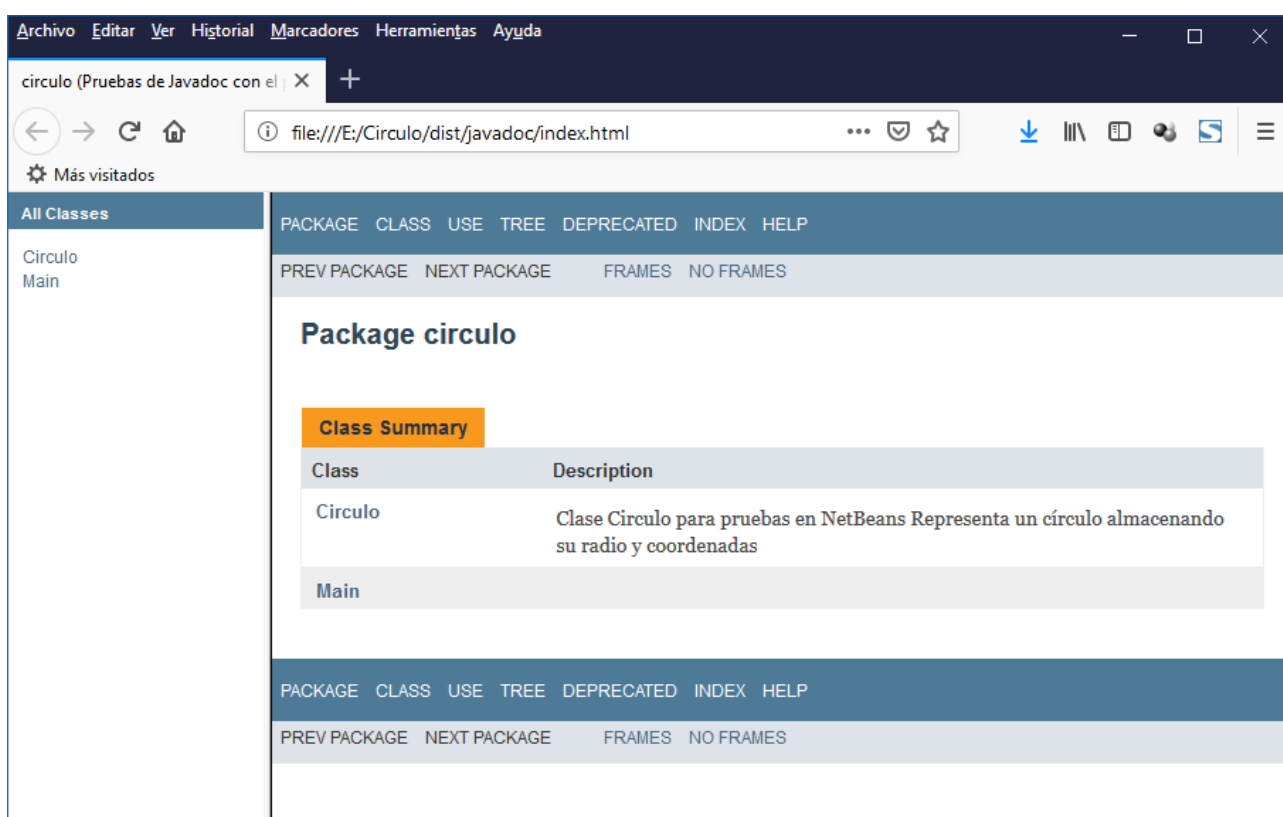 Archivo Editar Ver Historial Marcadores Herramientas Ayuda
circulo (Pruebas de Javadoc con el
file:///E:/Circulo/dist/javadoc/index.html
Más visitados
All Classes
Circulo
Main
PACKAGE CLASS USE TREE DEPRECATED INDEX HELP
PREV PACKAGE NEXT PACKAGE FRAMES NO FRAMES
Package circulo
Class Summary
Class Description
Circulo Clase Circulo para pruebas en NetBeans Representa un círculo almacenando
su radio y coordenadas
Main
PACKAGE CLASS USE TREE DEPRECATED INDEX HELP
PREV PACKAGE NEXT PACKAGE FRAMES NO FRAMES